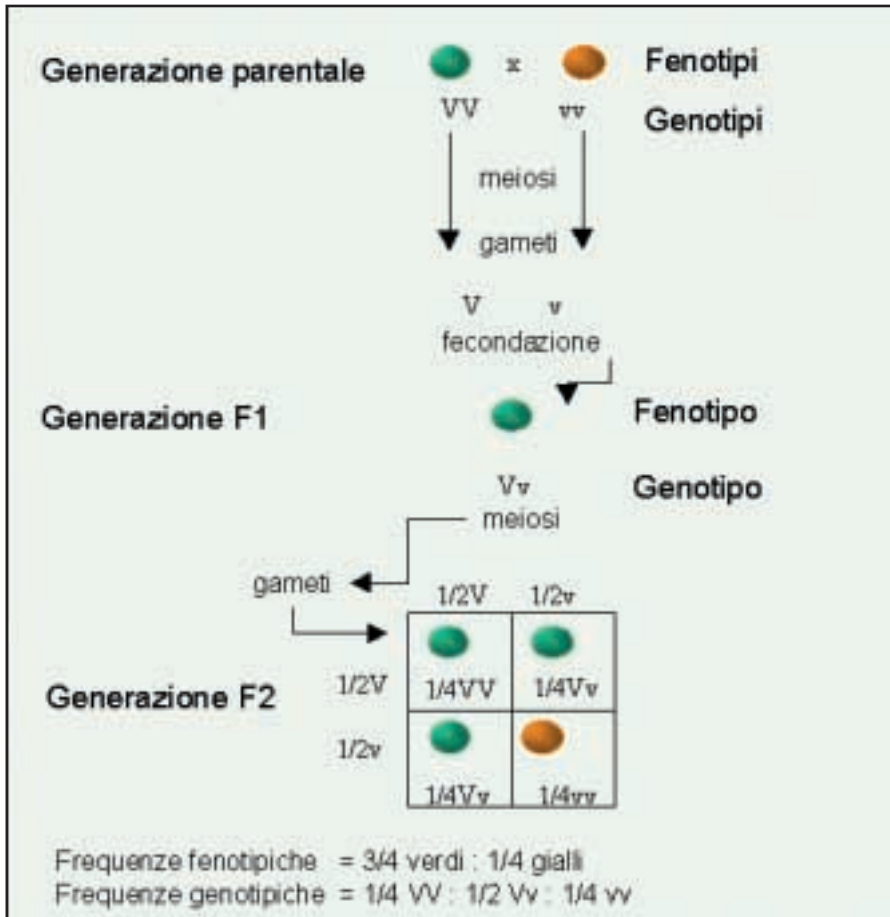 Generazione parentale x Fenotipi
VV vv Genotipi
meiosi
gameti
V v
fecondazione
Generazione F1 Fenotipo
Vv Genotipo
meiosi
gameti
1/2V 1/2v
1/2V 1/4VV 1/4Vv
Generazione F2
1/2v
1/4Vv 1/4vv
Frequenze fenotipiche = 3/4 verdi : 1/4 gialli
Frequenze genotipiche = 1/4 VV : 1/2 Vv : 1/4 vv